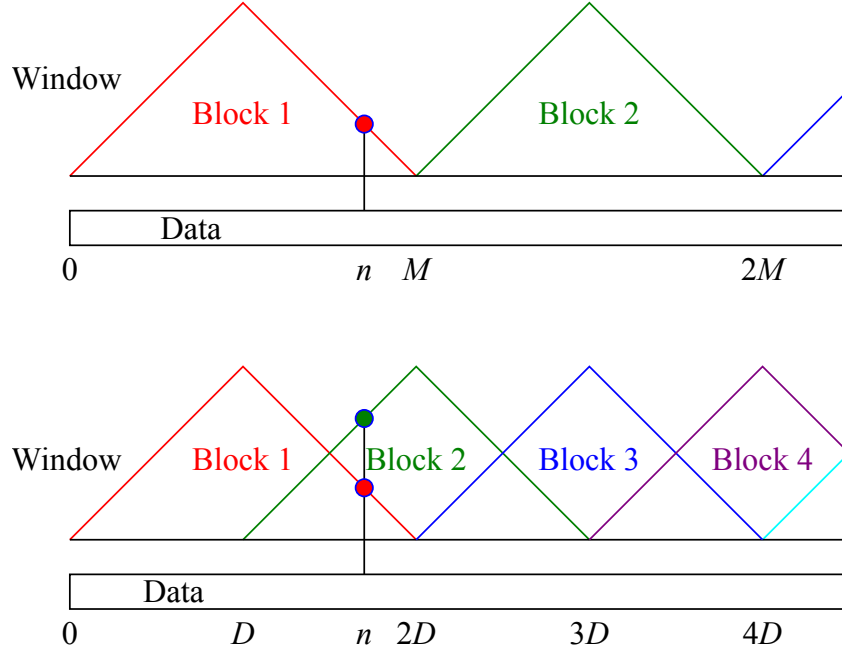 Window
Block 1 Block 2
Data
0 n M 2M
Window Block 1 Block 2 Block 3 Block 4
Data
0 D n 2D 3D 4D